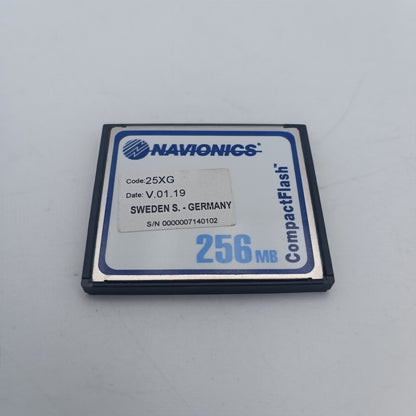 NAVIONICS®
Code: 25XG
Date: V.01.19
SWEDEN S. - GERMANY
S/N 0000007140102
256 MB
CompactFlash®